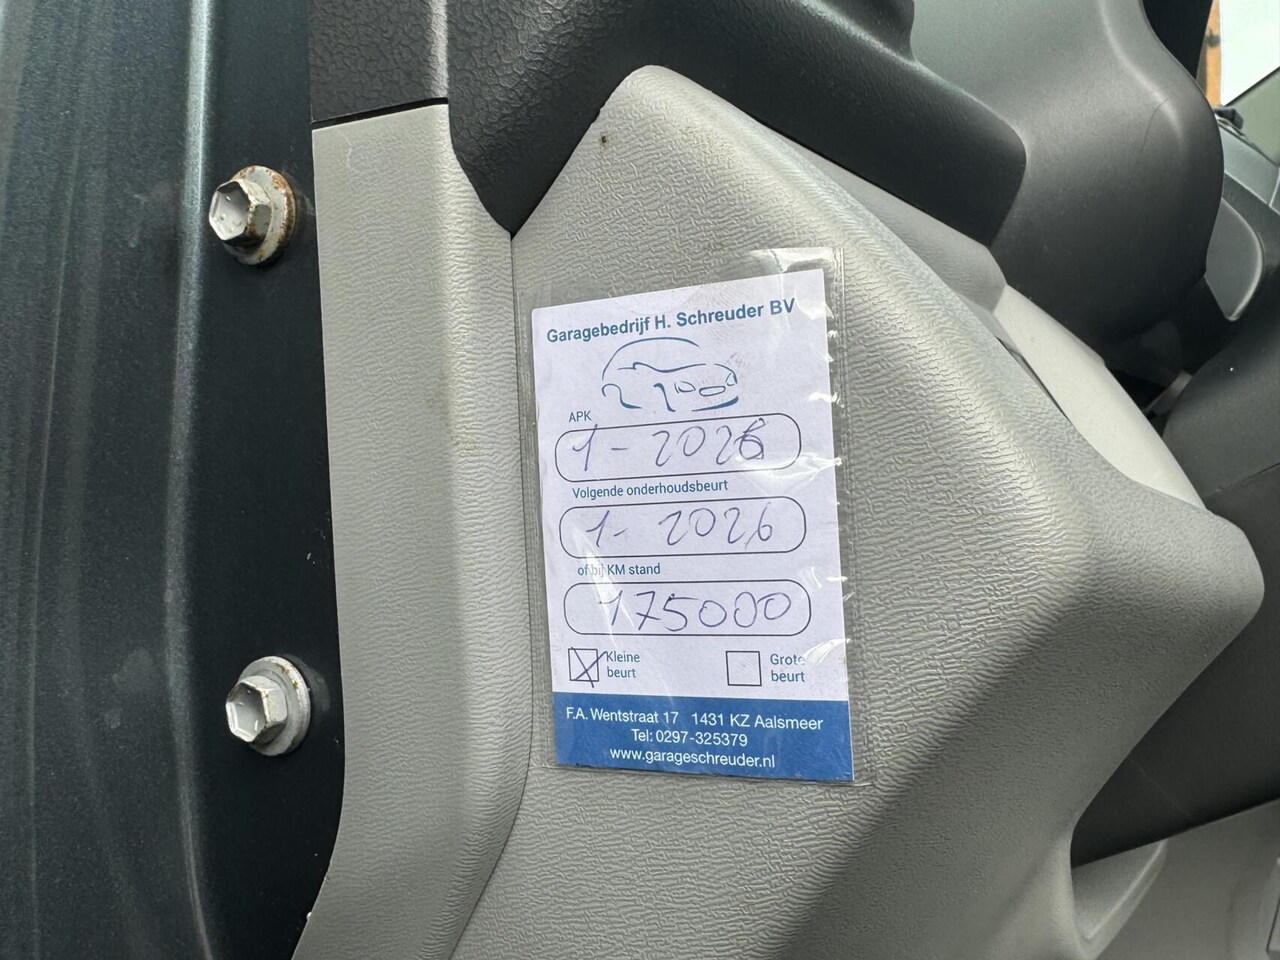 Garagebedrijf H. Schreuder BV
APK
1-2026
Volgende onderhoudsbeurt
1-2026
of bij KM stand
175000
Kleine beurt
Grote beurt
F.A. Wentstraat 17 1431 KZ Aalsmeer
Tel: 0297-325379
www.garageschreuder.nl